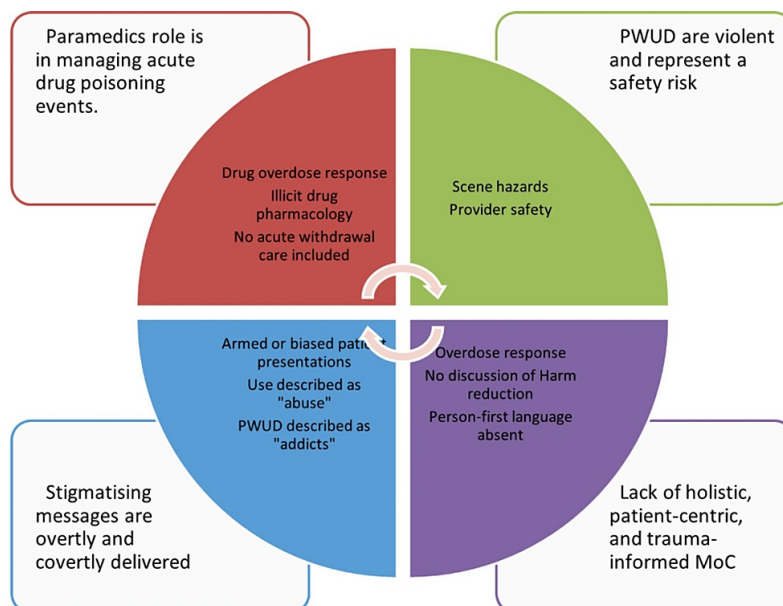 Paramedics role is
in managing acute
drug poisoning
events.
PWUD are violent
and represent a
safety risk
Drug overdose response
Illicit drug
pharmacology
No acute withdrawal
care included
Scene hazards
Provider safety
Armed or biased patient
presentations
Use described as
"abuse"
PWUD described as
"addicts"
Overdose response
No discussion of Harm
reduction
Person-first language
absent
Stigmatising
messages are
overtly and
covertly delivered
Lack of holistic,
patient-centric,
and trauma-
informed MoC